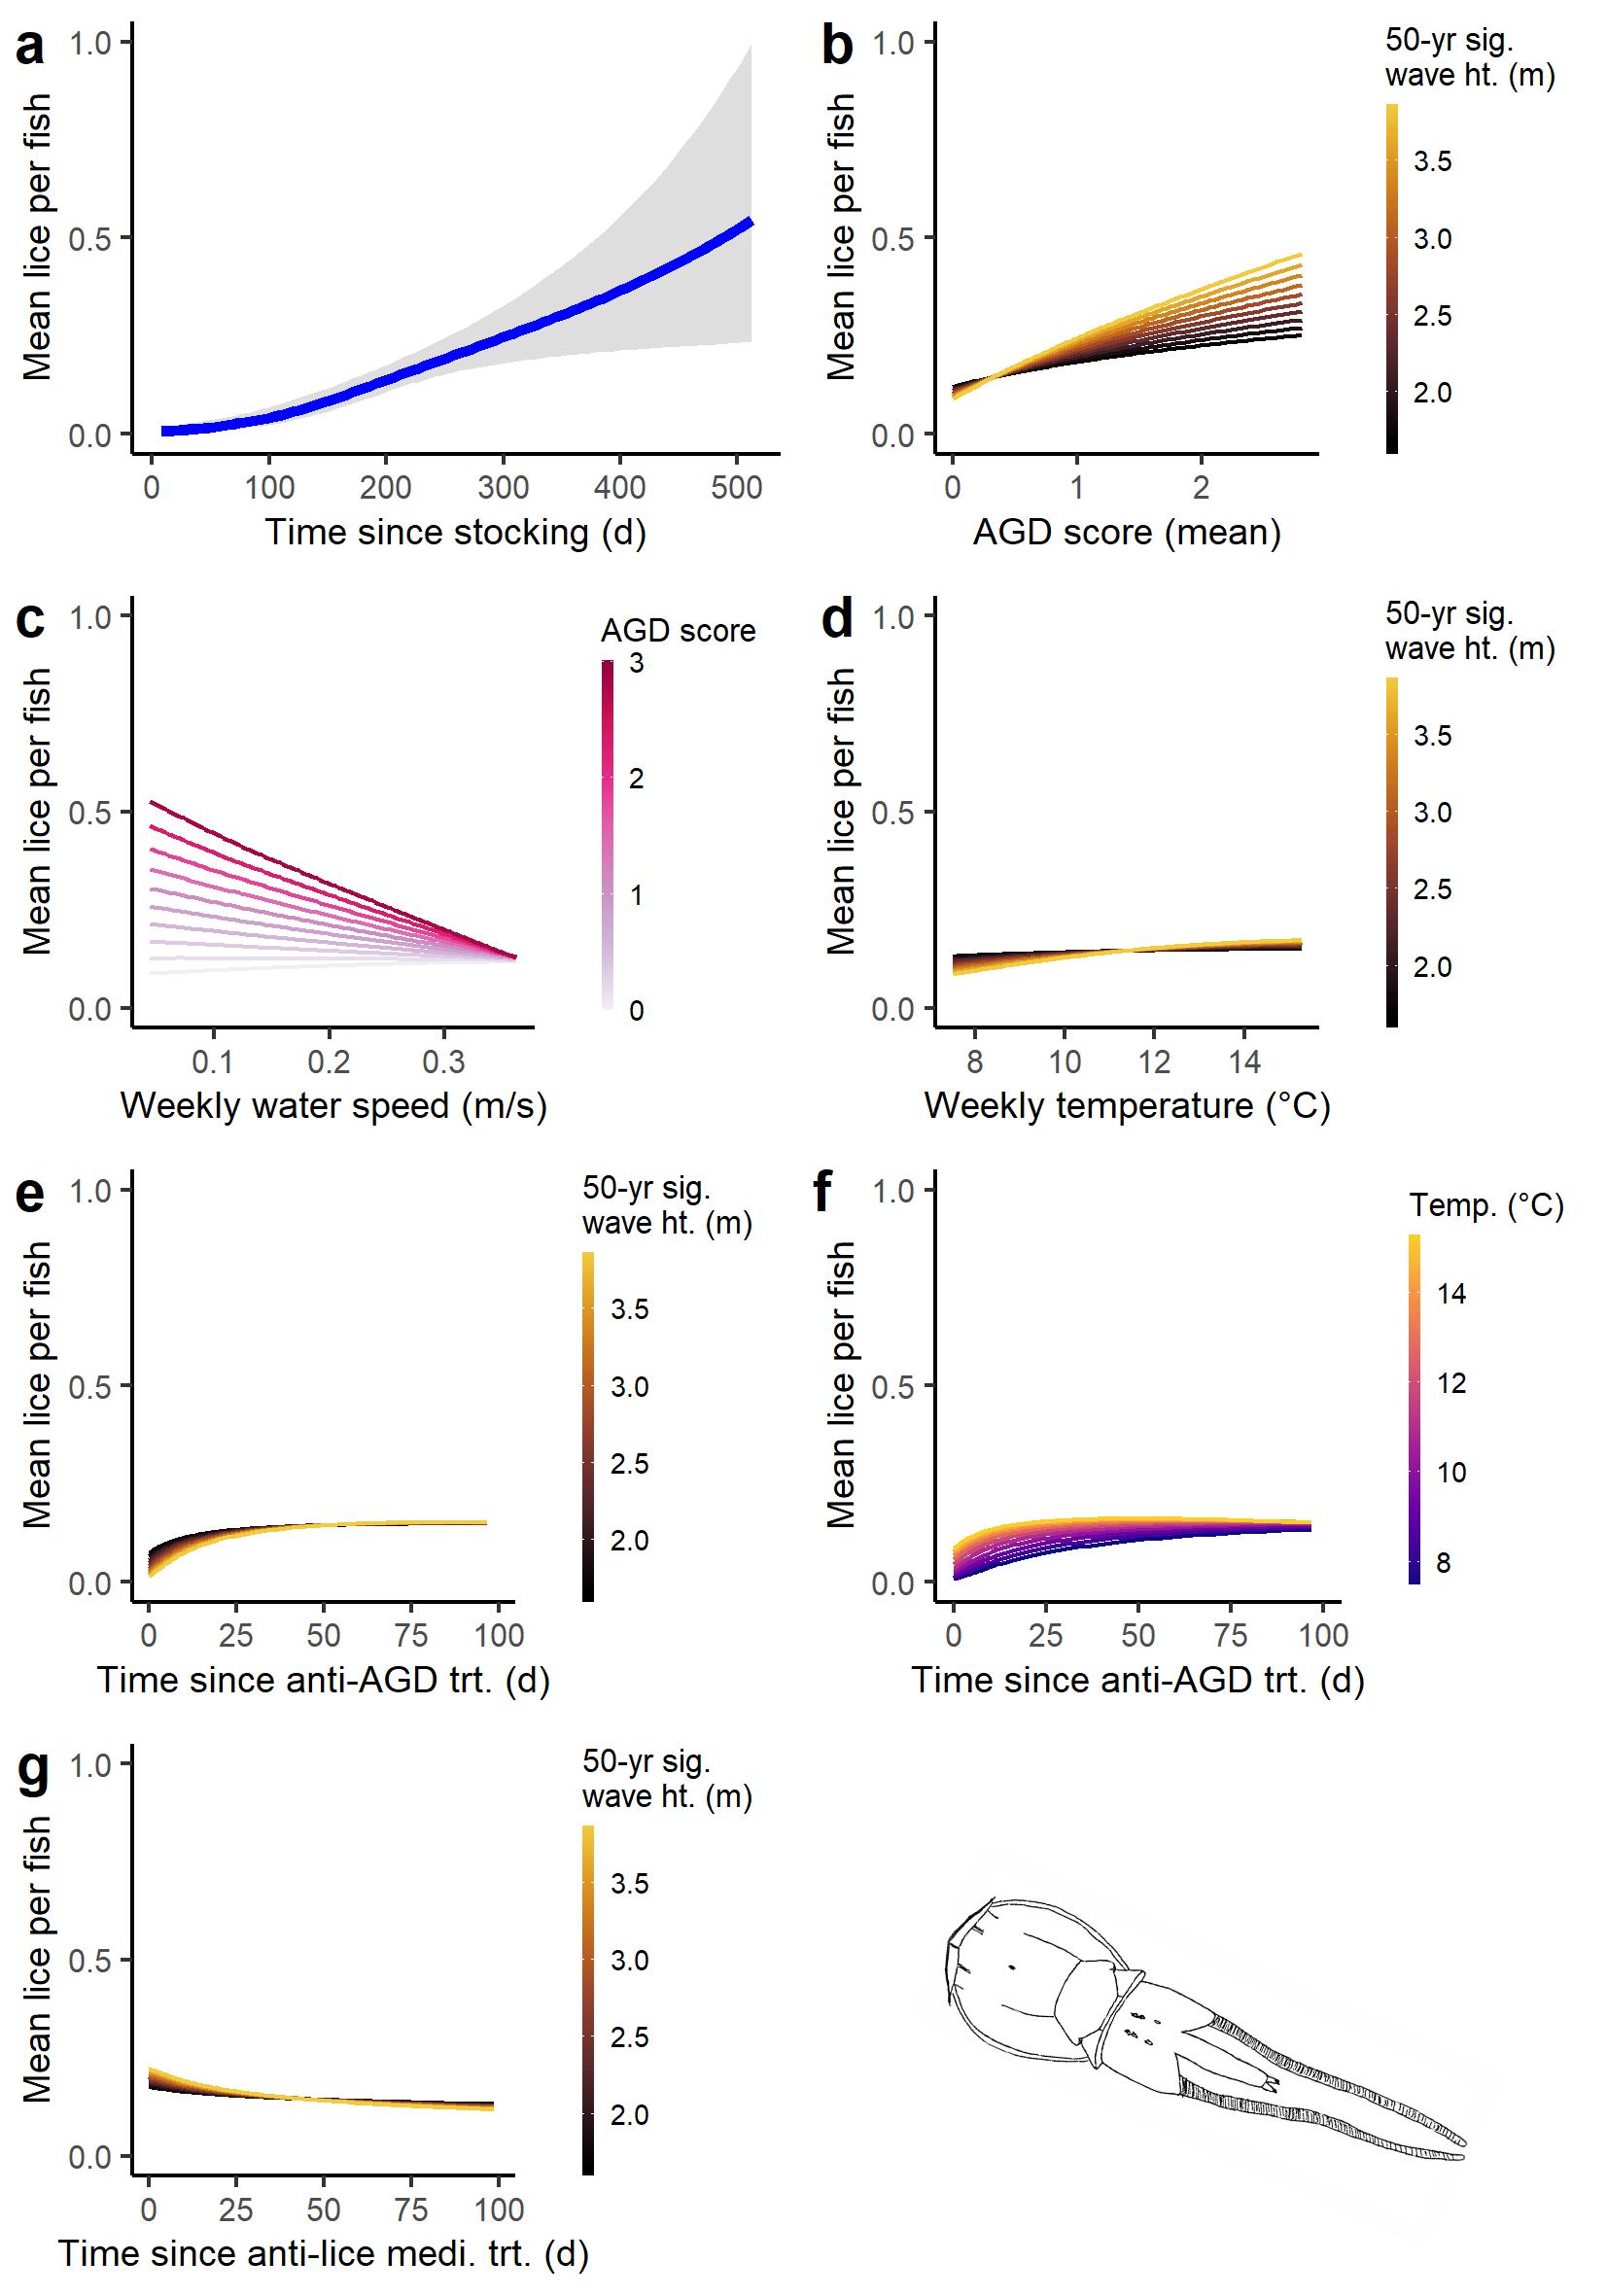 a
Mean lice per fish
1.0
0.5
0.0
0 100 200 300 400 500
Time since stocking (d)
b
Mean lice per fish
1.0
0.5
0.0
0 1 2
AGD score (mean)
50-yr sig.
wave ht. (m)
3.5
3.0
2.5
2.0
c
Mean lice per fish
1.0
0.5
0.0
0.1 0.2 0.3
Weekly water speed (m/s)
AGD score
3
2
1
0
d
Mean lice per fish
1.0
0.5
0.0
8 10 12 14
Weekly temperature (°C)
50-yr sig.
wave ht. (m)
3.5
3.0
2.5
2.0
e
Mean lice per fish
1.0
0.5
0.0
0 25 50 75 100
Time since anti-AGD trt. (d)
50-yr sig.
wave ht. (m)
3.5
3.0
2.5
2.0
f
Mean lice per fish
1.0
0.5
0.0
0 25 50 75 100
Time since anti-AGD trt. (d)
Temp. (°C)
14
12
10
8
g
Mean lice per fish
1.0
0.5
0.0
0 25 50 75 100
Time since anti-lice medi. trt. (d)
50-yr sig.
wave ht. (m)
3.5
3.0
2.5
2.0